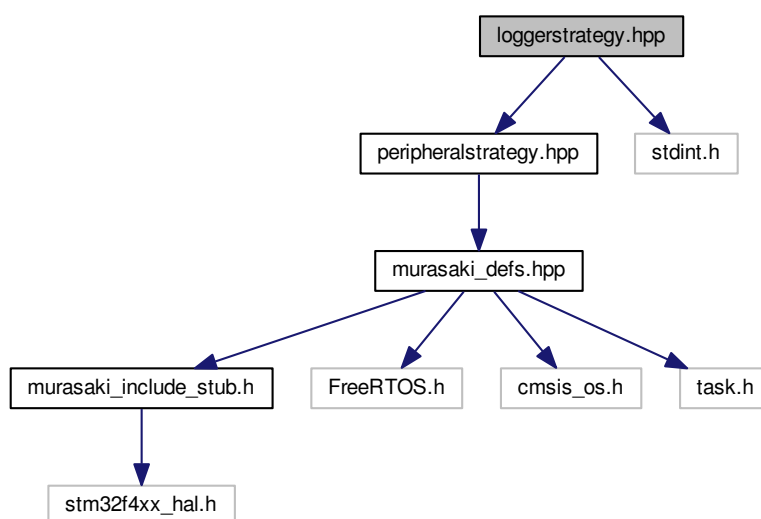 loggerstrategy.hpp
peripheralstrategy.hpp
stdint.h
murasaki_defs.hpp
murasaki_include_stub.h
FreeRTOS.h
cmsis_os.h
task.h
stm32f4xx_hal.h